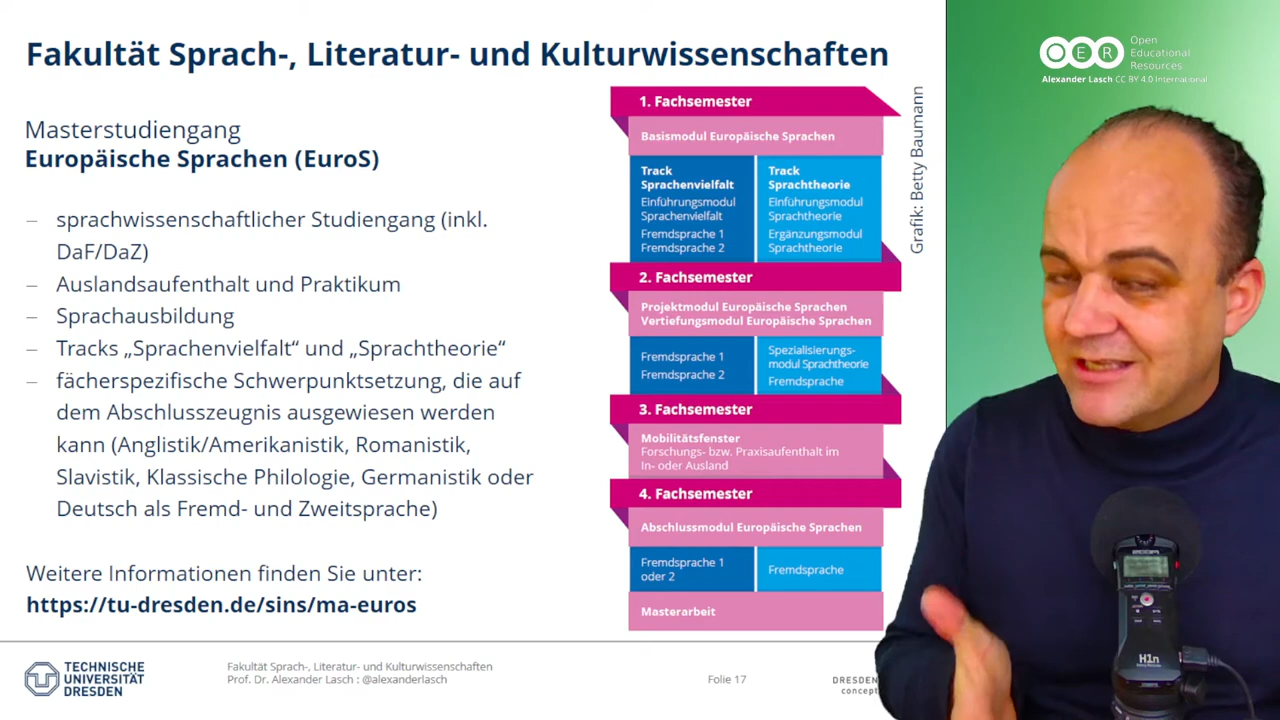 Fakultät Sprach-, Literatur- und Kulturwissenschaften
Masterstudiengang
Europäische Sprachen (EuroS)
– sprachwissenschaftlicher Studiengang (inkl.
DaF/DaZ)
– Auslandsaufenthalt und Praktikum
– Sprachausbildung
– Tracks „Sprachenvielfalt“ und „Sprachtheorie“
– fächerspezifische Schwerpunktsetzung, die auf
dem Abschlusszeugnis ausgewiesen werden
kann (Anglistik/Amerikanistik, Romanistik,
Slavistik, Klassische Philologie, Germanistik oder
Deutsch als Fremd- und Zweitsprache)
Weitere Informationen finden Sie unter:
https://tu-dresden.de/sins/ma-euros
1. Fachsemester
Basismodul Europäische Sprachen
Track
Sprachenvielfalt
Einführungsmodul
Sprachenvielfalt
Fremdsprache 1
Fremdsprache 2
Track
Sprachtheorie
Einführungsmodul
Sprachtheorie
Ergänzungsmodul
Sprachtheorie
2. Fachsemester
Projektmodul Europäische Sprachen
Vertiefungsmodul Europäische Sprachen
Fremdsprache 1
Fremdsprache 2
Spezialisierungs-
modul Sprachtheorie
Fremdsprache
3. Fachsemester
Mobilitätsfenster
Forschungs- bzw. Praxisaufenthalt im
In- oder Ausland
4. Fachsemester
Abschlussmodul Europäische Sprachen
Fremdsprache 1
oder 2
Fremdsprache
Masterarbeit
Grafik: Betty Baumann
OER
Open
Educational
Resources
Alexander Lasch CC BY 4.0 International
TECHNISCHE
UNIVERSITÄT
DRESDEN
Fakultät Sprach-, Literatur- und Kulturwissenschaften
Prof. Dr. Alexander Lasch : @alexanderlasch
Folie 17
DRESDEN
concept
zoom
H1n